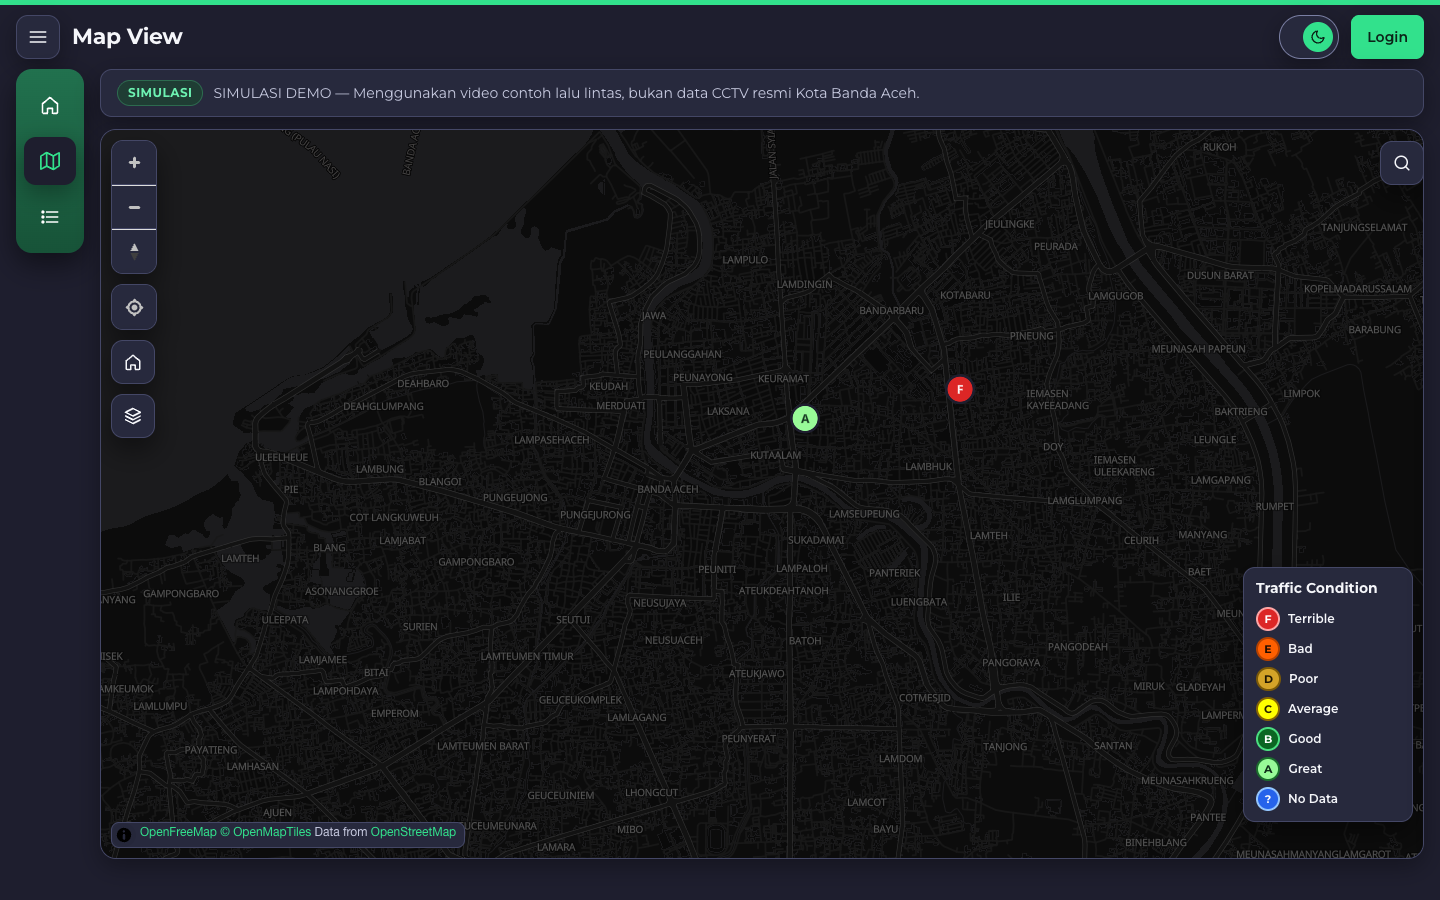 Map View
Login
SIMULASI
SIMULASI DEMO — Menggunakan video contoh lalu lintas, bukan data CCTV resmi Kota Banda Aceh.
(PULAU NASI)
RUKOH
JEULINGKE
TANJUNGSELAMAT
PEURADA
LAMPULO
DUSUN BARAT
LAMDINGIN
KOPELMADARUSSALAM
KOTABARU
LAMGUGOB
BANDARBARU
JAWA
BARABUNG
PINEUNG
MEUNASAH PAPEUN
PEULANGGAHAN
PEUNAYONG
KEURAMAT
DEAHBARO
KEUDAH
F
LIMPOK
IEMASEN
KAYEEADANG
DEAHGLUMPANG
MERDUATI
LAKSANA
BAKTRIENG
A
LAMPASEHACEH
LEUNGLE
DOY
ULEELHEUE
KUTAALAM
IEMASEN
ULEEKARENG
LAMBUNG
LAMBHUK
BLANGOI
LAMGAPANG
PIE
BANDA ACEH
PUNGEUJONG
LAMGLUMPANG
RUMPET
COT LANGKUWEUH
PUNGEJURONG
LAMSEUPEUNG
LAMJABAT
SUKADAMAI
LAMTEH
CEURIH
MANYANG
BLANG
LAMTEH
GAMPONGBARO
PEUNITI
LAMPALOH
PANTERIEK
BAET
GAMPONGBARO
ASONANGGROE
ATEUKDEAHTANOH
ILIE
NEUSUJAYA
LUENGBATA
ULEEPATA
SEUTUI
SURIEN
NEUSUACEH
BATOH
PANGODEAH
LAMJAMEE
LAMTEUMEN TIMUR
PANGORAYA
BITAI
ATEUKJAWO
LAMPOHDAYA
MIRUK
GLADEYAH
GEUCEUKOMPLEK
COTMESJID
LAMLUMPU
EMPEROM
LAMLAGANG
PEUNYERAT
PAYATIENG
LAMTEUMEN BARAT
TANJONG
SANTAN
LAMHASAN
LAMDOM
MEUNASAHKRUENG
GEUCEUINIEM
LHONGCUT
LAMCOT
AJUEN
PANTEE
MIBO
BAYU
LAMARA
BINEHBLANG
MEUNASAHMANYANGLAMGAROT
Traffic Condition
F Terrible
E Bad
D Poor
C Average
B Good
A Great
? No Data
OpenFreeMap © OpenMapTiles Data from OpenStreetMap